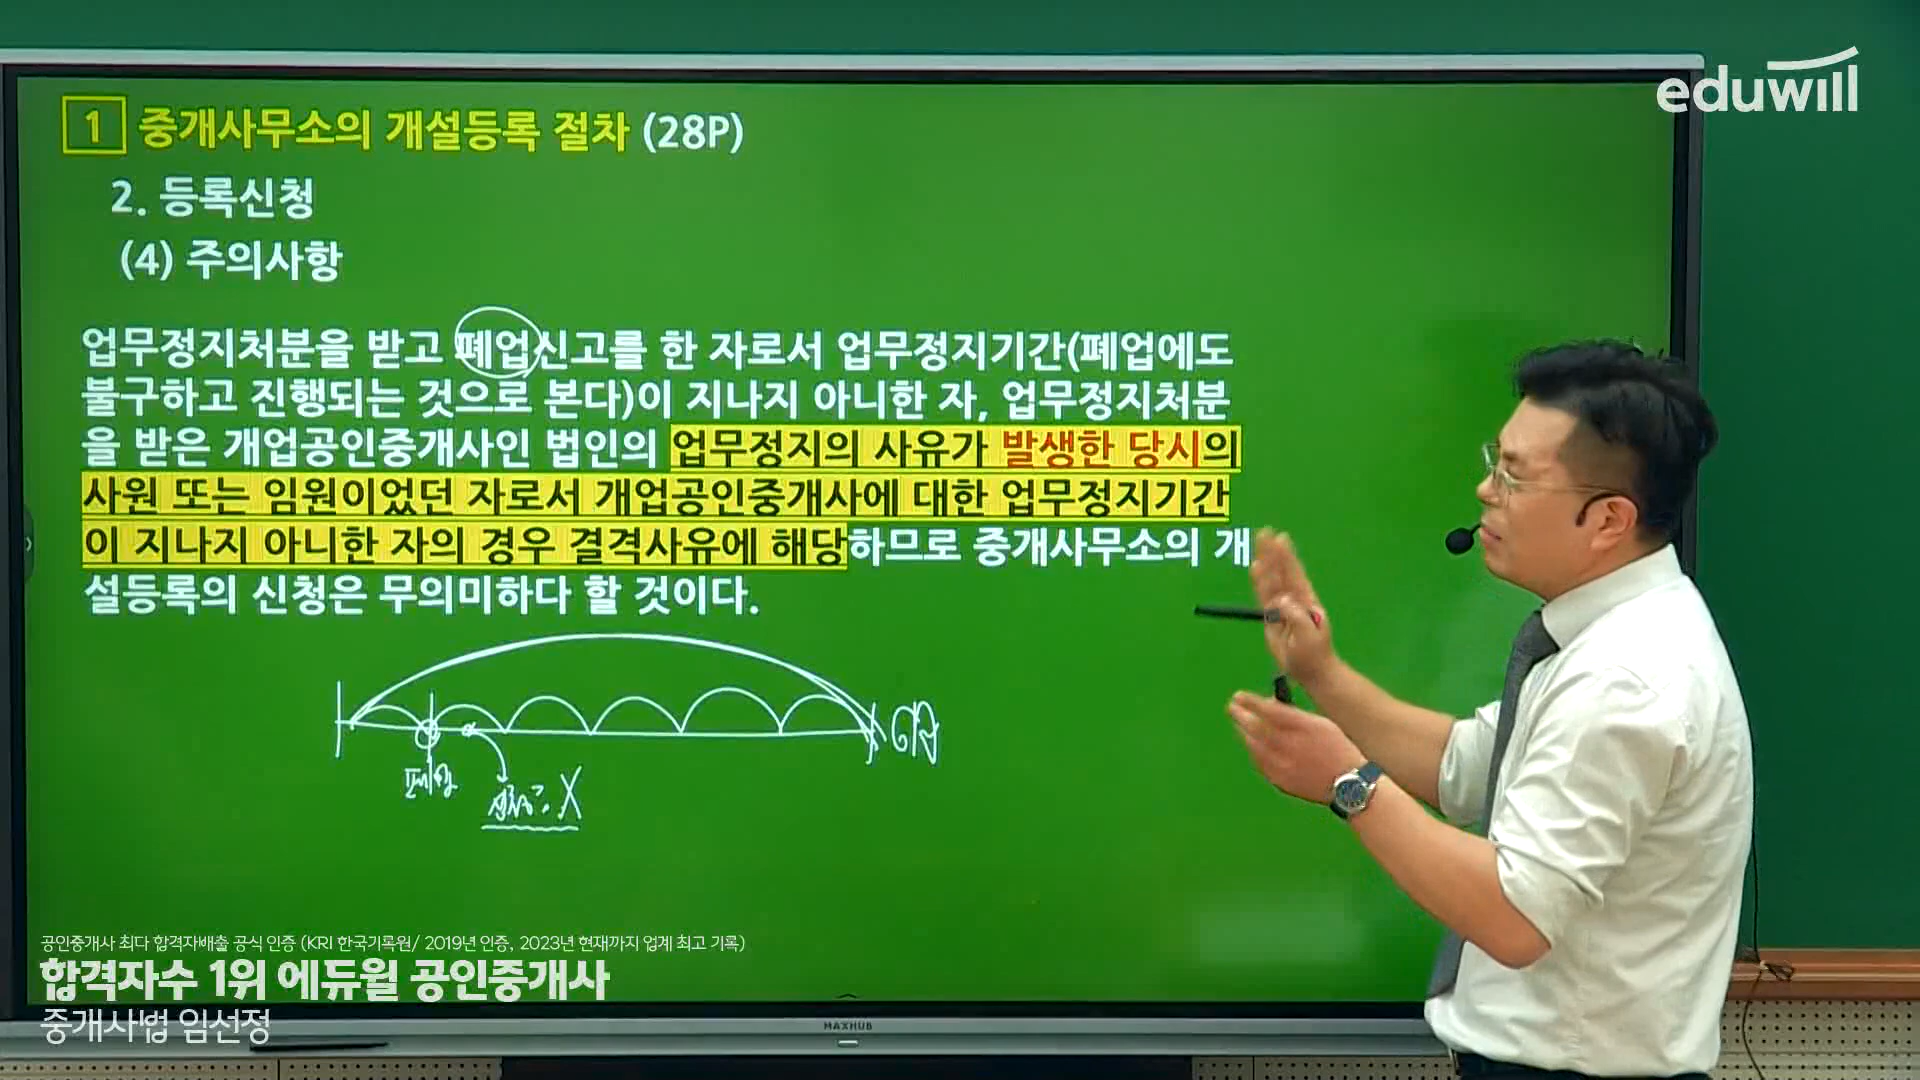 eduwill
1 중개사무소의 개설등록 절차 (28P)
2. 등록신청
(4) 주의사항
업무정지처분을 받고 폐업신고를 한 자로서 업무정지기간(폐업에도
불구하고 진행되는 것으로 본다)이 지나지 아니한 자, 업무정지처분
을 받은 개업공인중개사인 법인의 업무정지의 사유가 발생한 당시의
사원 또는 임원이었던 자로서 개업공인중개사에 대한 업무정지기간
이 지나지 아니한 자의 경우 결격사유에 해당하므로 중개사무소의 개
설등록의 신청은 무의미하다 할 것이다.
폐업
X
공인중개사 최다 합격자배출 공식 인증 (KRI 한국기록원/ 2019년 인증, 2023년 현재까지 업계 최고 기록)
합격자수 1위 에듀윌 공인중개사
중개사법 임선정
MAXHUB